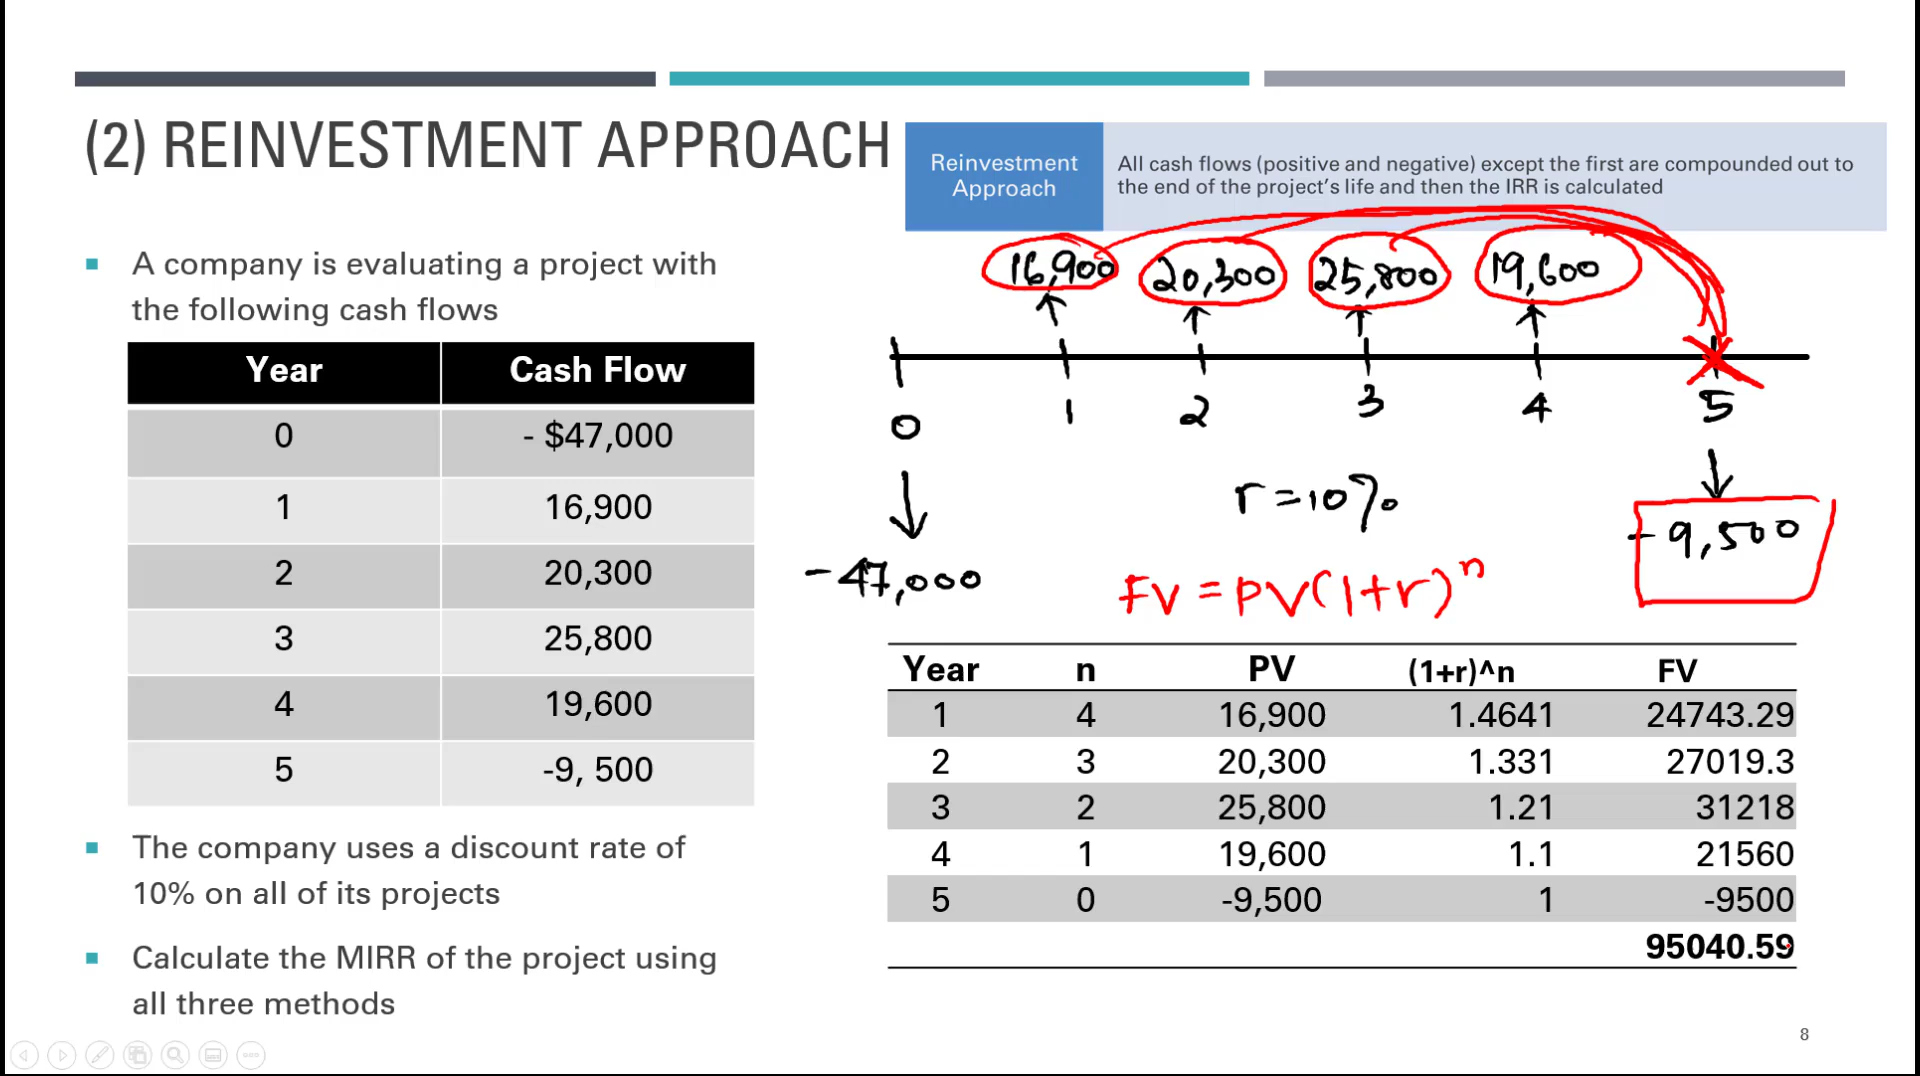 (2) REINVESTMENT APPROACH
Reinvestment
Approach
All cash flows (positive and negative) except the first are compounded out to
the end of the project's life and then the IRR is calculated
A company is evaluating a project with
the following cash flows
Year Cash Flow
0 - $47,000
1 16,900
2 20,300
3 25,800
4 19,600
5 -9, 500
The company uses a discount rate of
10% on all of its projects
Calculate the MIRR of the project using
all three methods
16,900 20,300 25,800 19,600
0 1 2 3 4 5
r = 10%
-47,000
-9,500
FV = PV(1+r)^n
Year n PV (1+r)^n FV
1 4 16,900 1.4641 24743.29
2 3 20,300 1.331 27019.3
3 2 25,800 1.21 31218
4 1 19,600 1.1 21560
5 0 -9,500 1 -9500
95040.59
8